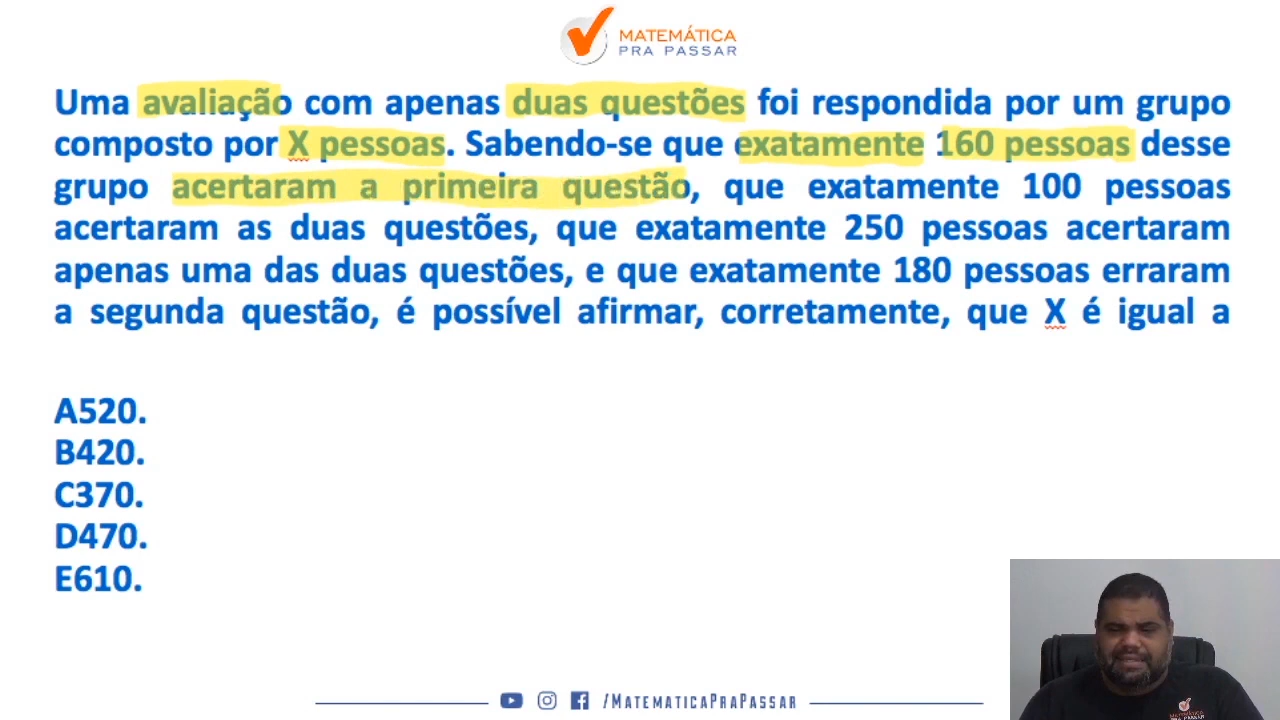 MATEMÁTICA
PRA PASSAR
Uma avaliação com apenas duas questões foi respondida por um grupo
composto por X pessoas. Sabendo-se que exatamente 160 pessoas desse
grupo acertaram a primeira questão, que exatamente 100 pessoas
acertaram as duas questões, que exatamente 250 pessoas acertaram
apenas uma das duas questões, e que exatamente 180 pessoas erraram
a segunda questão, é possível afirmar, corretamente, que X é igual a
A520.
B420.
C370.
D470.
E610.
/MATEMATICAPRAPASSAR
MATEMÁTICA
PRA PASSAR